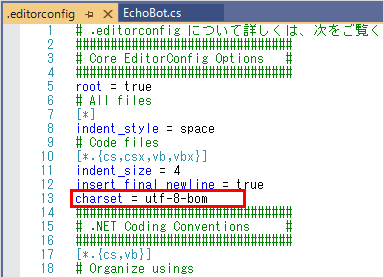 .editorconfig EchoBot.cs
1 # .editorconfig について詳しくは、次をご覧く
2 ################################
3 # Core EditorConfig Options #
4 ################################
5 root = true
6 # All files
7 [*]
8 indent_style = space
9 # Code files
10 [*.{cs,csx,vb,vbx}]
11 indent_size = 4
12 insert_final_newline = true
13 charset = utf-8-bom
14 ################################
15 # .NET Coding Conventions #
16 ################################
17 [*.{cs,vb}]
18 # Organize usings